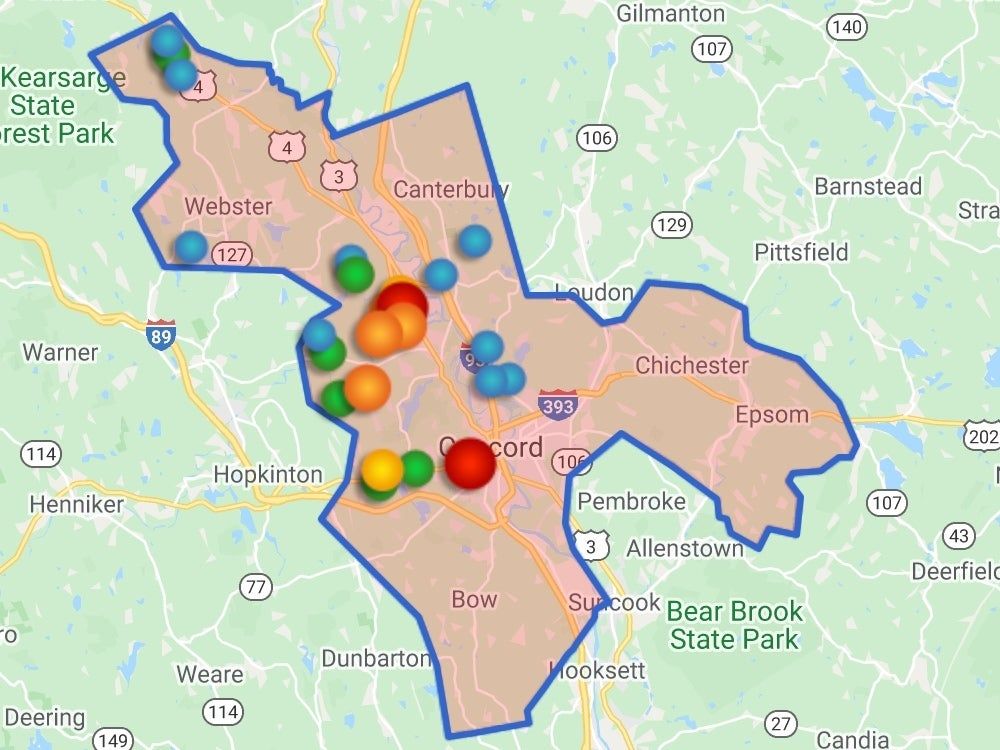 Gilmanton
140
107
Kearsarge
State
rest Park
4
106
4
3
Canterbury
Barnstead
Webster
129
Stra
127
Pittsfield
Loudon
89
Warner
Chichester
393
Epsom
Concord
202
114
106
Hopkinton
Henniker
Pembroke
107
3
Allenstown
43
Deerfield
77
Bow
Suncook
Bear Brook
State Park
ro
Dunbarton
Weare
Hooksett
114
Deering
27
149
Candia